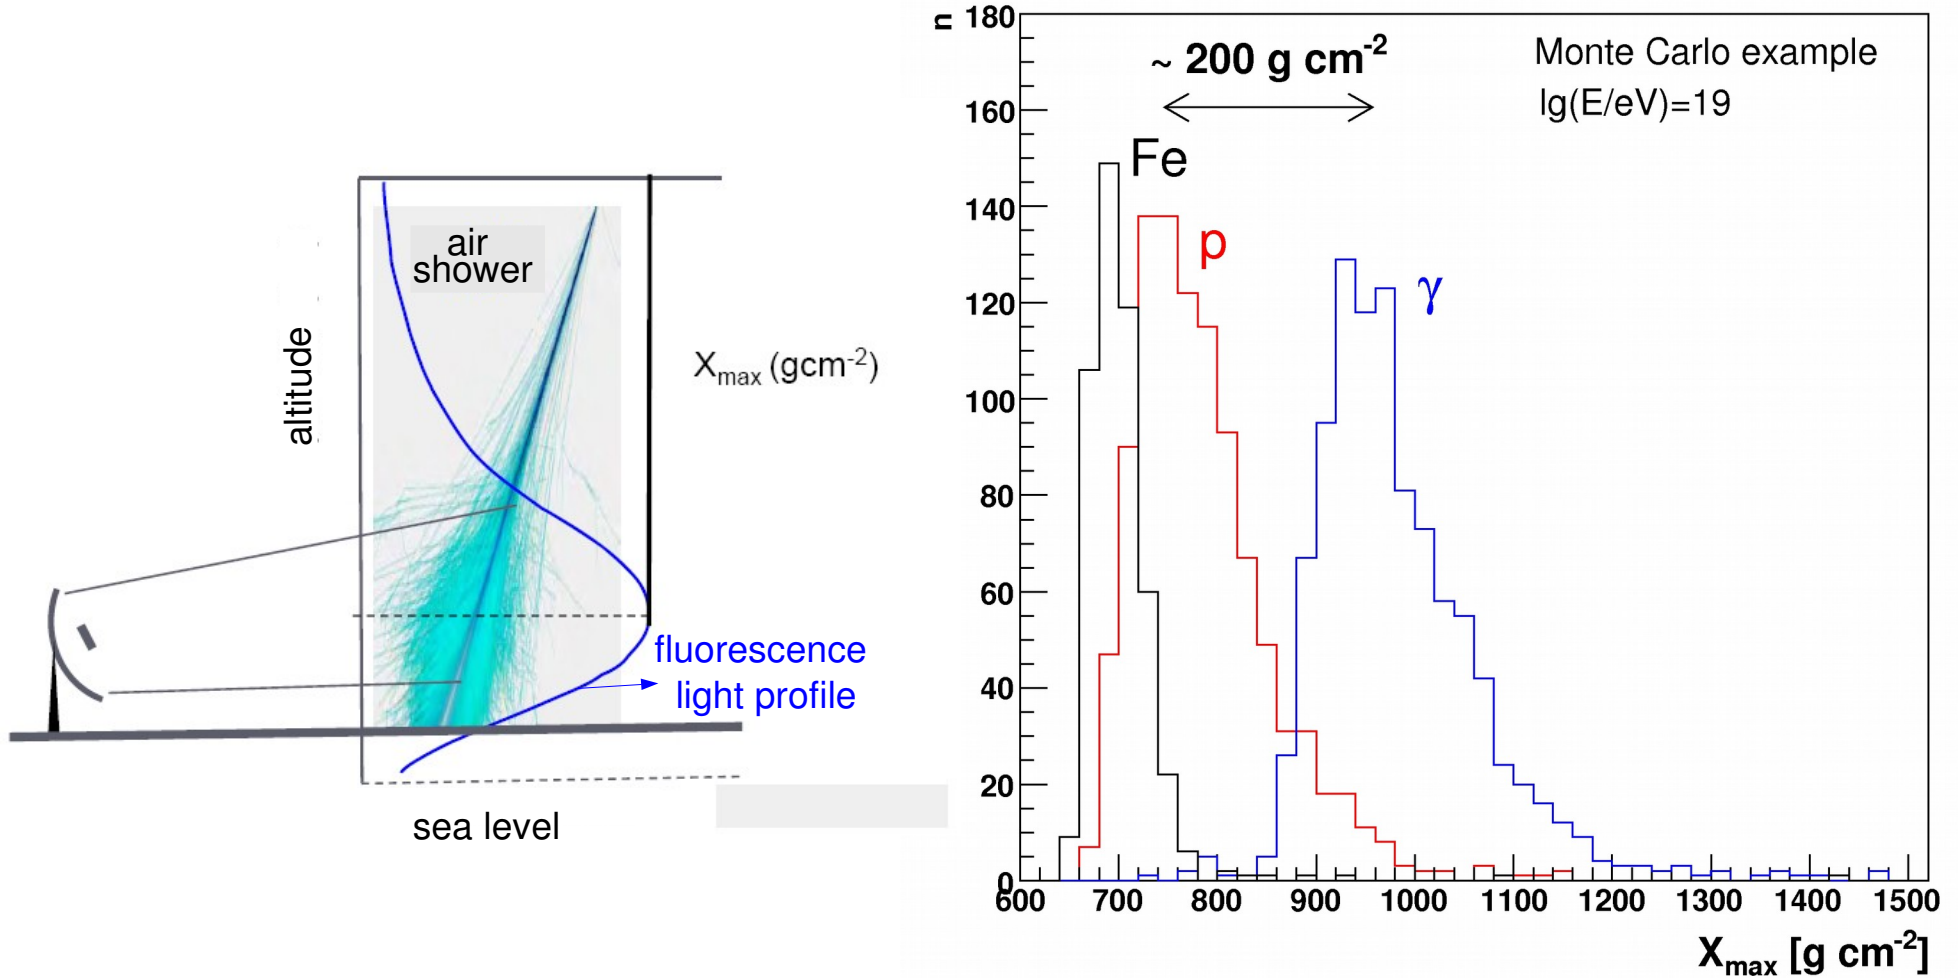 air
shower
altitude
X_max (gcm⁻²)
fluorescence
light profile
sea level
n
180
160
140
120
100
80
60
40
20
0
~ 200 g cm⁻²
Monte Carlo example
lg(E/eV)=19
Fe
p
γ
600 700 800 900 1000 1100 1200 1300 1400 1500
X_max [g cm⁻²]